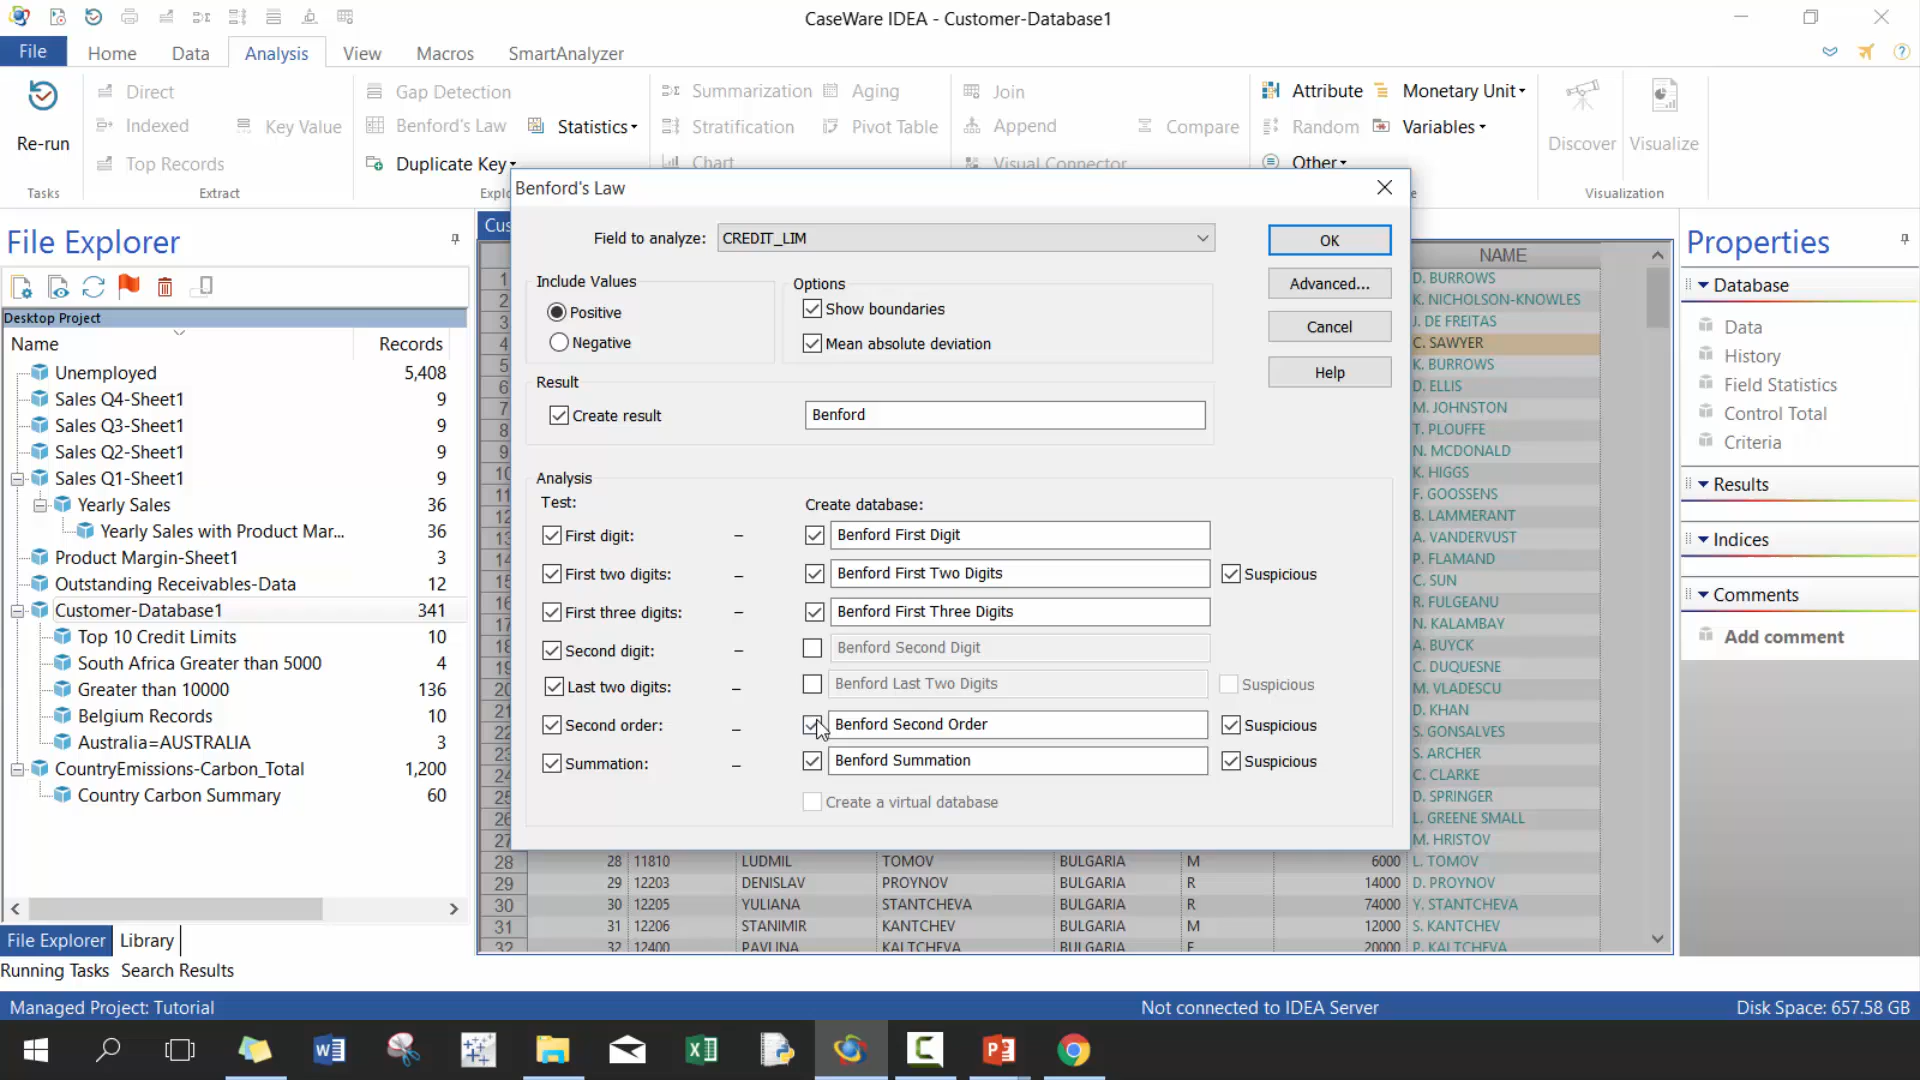 CaseWare IDEA - Customer-Database1
File Home Data Analysis View Macros SmartAnalyzer
Re-run
Tasks
Direct
Indexed
Key Value
Top Records
Extract
Gap Detection
Benford's Law
Statistics
Duplicate Key
Summarization
Aging
Stratification
Pivot Table
Chart
Join
Append
Compare
Visual Connector
Attribute
Monetary Unit
Random
Variables
Other
Discover
Visualize
Visualization
File Explorer
Desktop Project
Name Records
Unemployed 5,408
Sales Q4-Sheet1 9
Sales Q3-Sheet1 9
Sales Q2-Sheet1 9
Sales Q1-Sheet1 9
Yearly Sales 36
Yearly Sales with Product Mar... 36
Product Margin-Sheet1 3
Outstanding Receivables-Data 12
Customer-Database1 341
Top 10 Credit Limits 10
South Africa Greater than 5000 4
Greater than 10000 136
Belgium Records 10
Australia=AUSTRALIA 3
CountryEmissions-Carbon_Total 1,200
Country Carbon Summary 60
File Explorer Library
Running Tasks Search Results
Benford's Law
Field to analyze: CREDIT_LIM
OK
Advanced...
Cancel
Help
Include Values
Positive
Negative
Options
Show boundaries
Mean absolute deviation
Result
Create result Benford
Analysis
Test: Create database:
First digit: – Benford First Digit
First two digits: – Benford First Two Digits Suspicious
First three digits: – Benford First Three Digits
Second digit: – Benford Second Digit
Last two digits: – Benford Last Two Digits Suspicious
Second order: – Benford Second Order Suspicious
Summation: – Benford Summation Suspicious
Create a virtual database
NAME
D. BURROWS
K. NICHOLSON-KNOWLES
J. DE FREITAS
C. SAWYER
K. BURROWS
D. ELLIS
M. JOHNSTON
T. PLOUFFE
N. MCDONALD
K. HIGGS
F. GOOSSENS
B. LAMMERANT
A. VANDERVUST
P. FLAMAND
C. SUN
R. FULGEANU
N. KALAMBAY
A. BUYCK
C. DUQUESNE
M. VLADESCU
D. KHAN
S. GONSALVES
S. ARCHER
C. CLARKE
D. SPRINGER
L. GREENE SMALL
M. HRISTOV
28 28 11810 LUDMIL TOMOV BULGARIA M 6000 L. TOMOV
29 29 12203 DENISLAV PROYNOV BULGARIA R 14000 D. PROYNOV
30 30 12205 YULIANA STANTCHEVA BULGARIA R 74000 Y. STANTCHEVA
31 31 12206 STANIMIR KANTCHEV BULGARIA M 12000 S. KANTCHEV
32 32 12400 PAVLINA KALTCHEVA BULGARIA F 20000 P. KALTCHEVA
Properties
Database
Data
History
Field Statistics
Control Total
Criteria
Results
Indices
Comments
Add comment
Managed Project: Tutorial Not connected to IDEA Server Disk Space: 657.58 GB